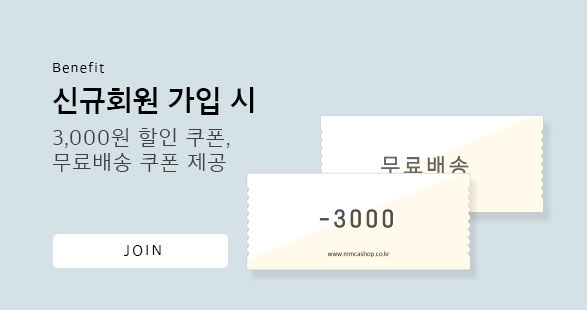 Benefit
신규회원 가입 시
3,000원 할인 쿠폰,
무료배송 쿠폰 제공
무료배송
-3000
www.mmcashop.co.kr
JOIN